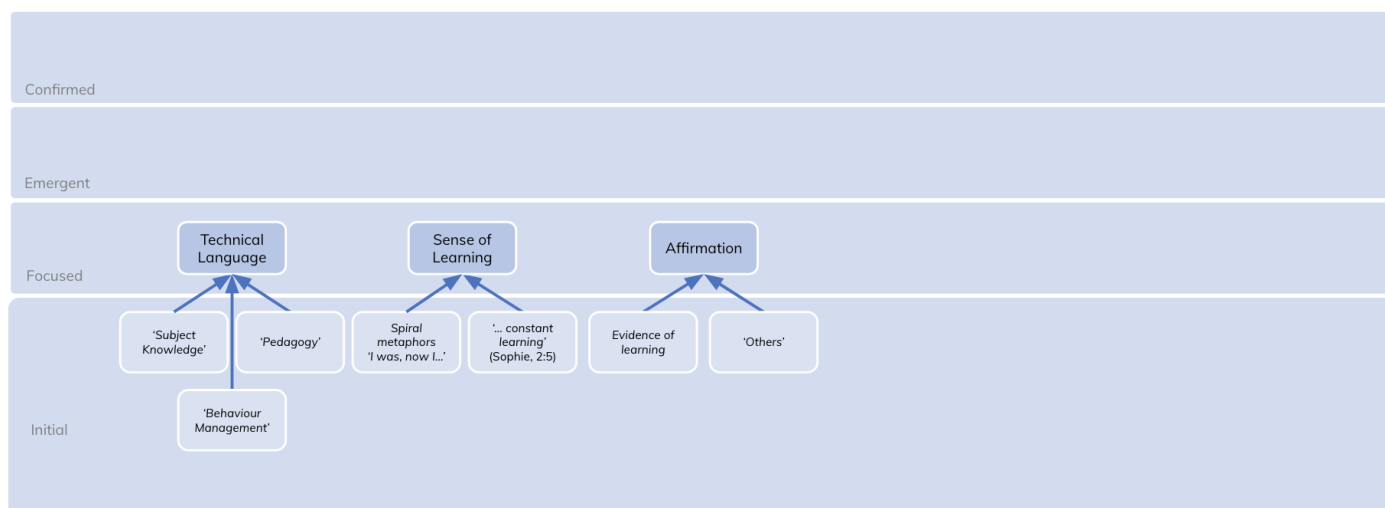 Confirmed
Emergent
Focused
Technical
Language
Sense of
Learning
Affirmation
‘Subject
Knowledge’
‘Pedagogy’
Spiral
metaphors
‘I was, now I...’
‘... constant
learning’
(Sophie, 2:5)
Evidence of
learning
‘Others’
‘Behaviour
Management’
Initial